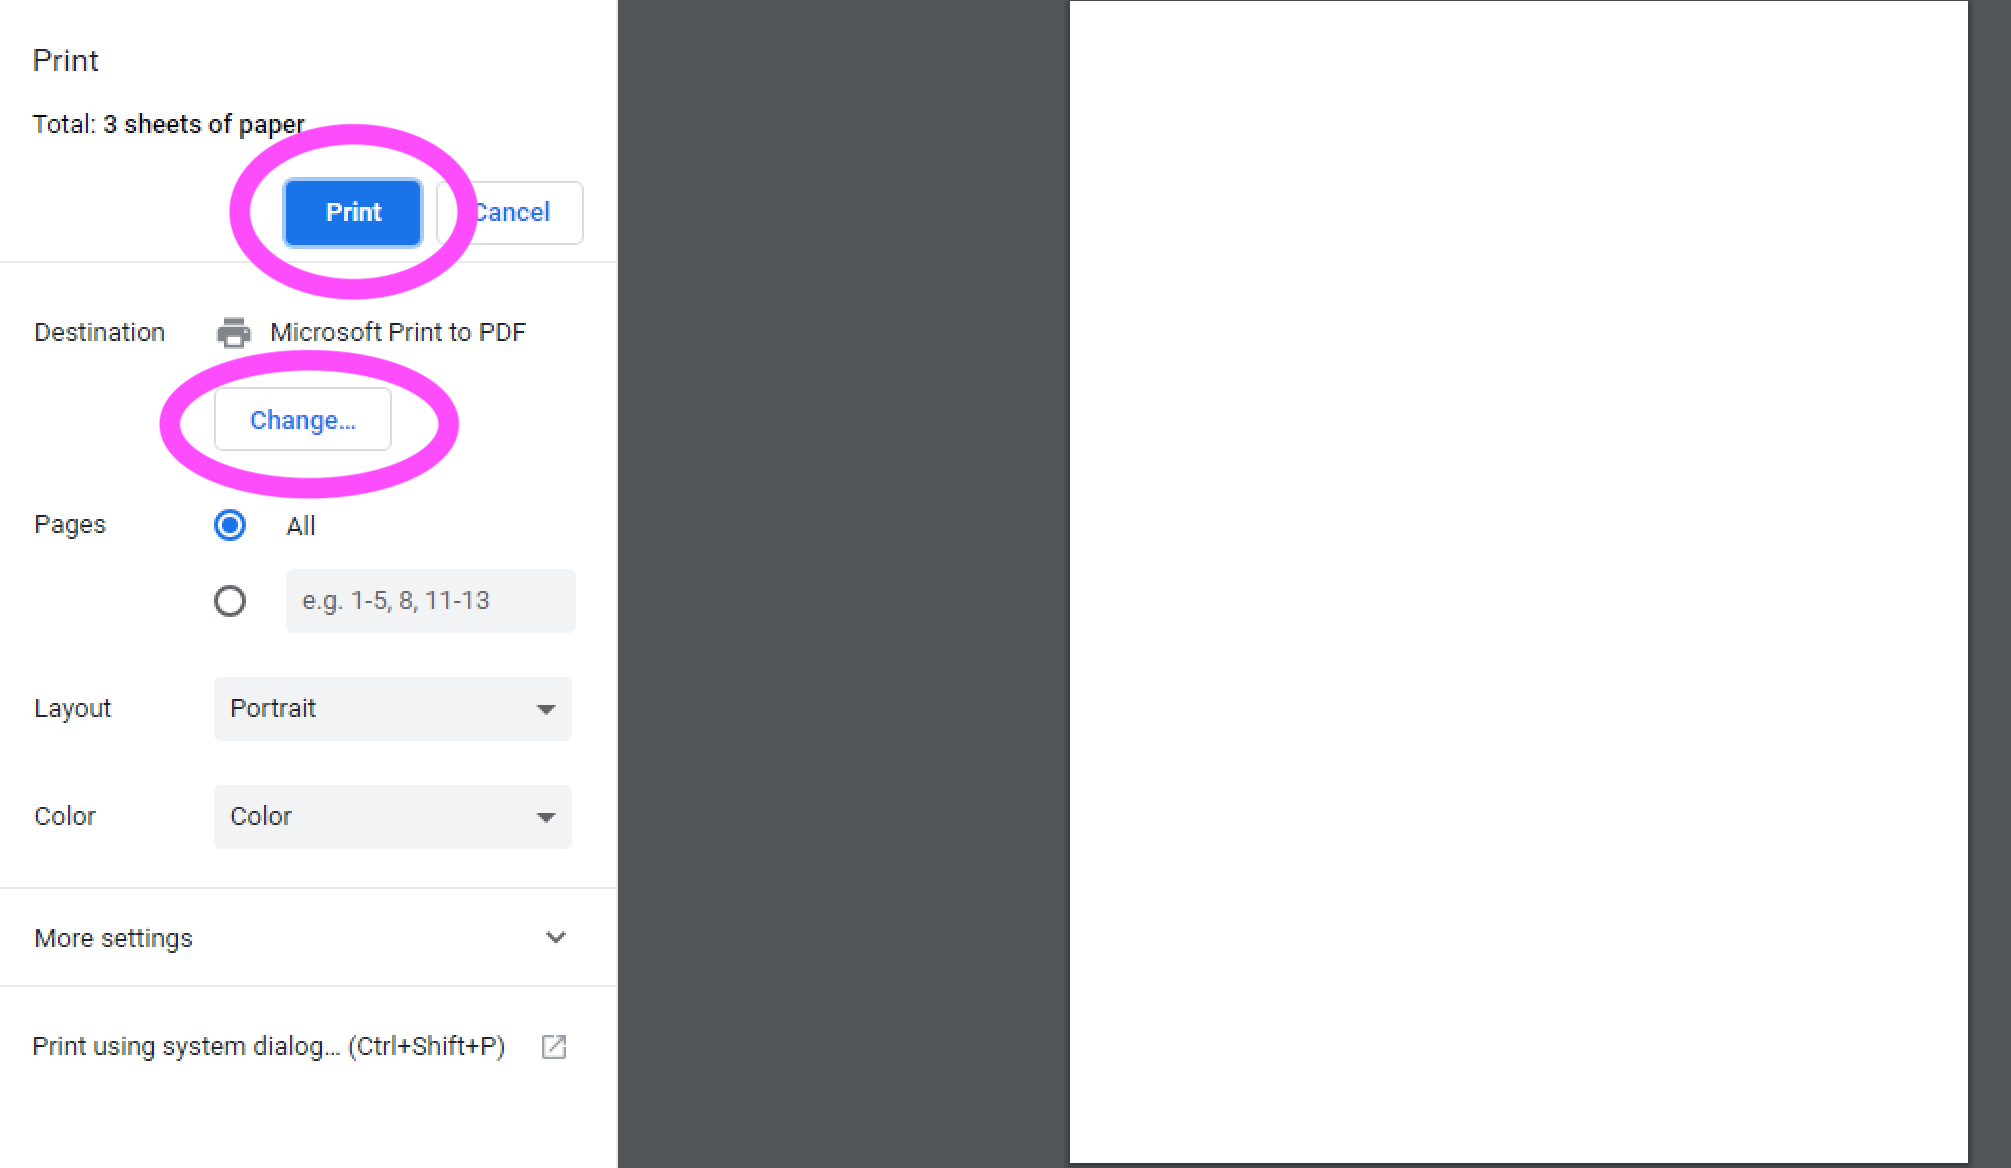 Print
Total: 3 sheets of paper
Print Cancel
Destination Microsoft Print to PDF
Change...
Pages All
e.g. 1-5, 8, 11-13
Layout Portrait
Color Color
More settings
Print using system dialog... (Ctrl+Shift+P)